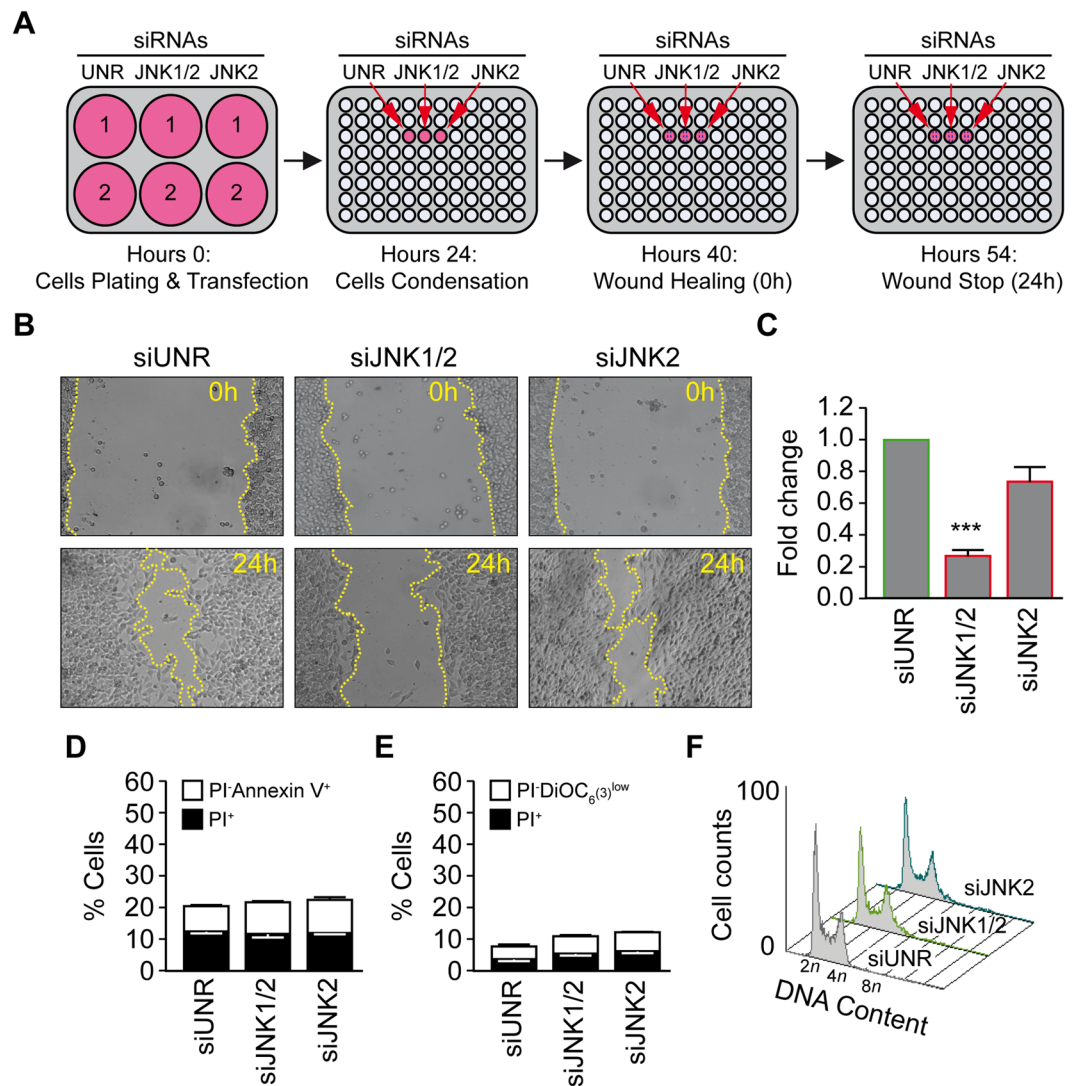 A
siRNAs
UNR JNK1/2 JNK2
1 1 1
2 2 2
Hours 0:
Cells Plating & Transfection
siRNAs
UNR JNK1/2 JNK2
Hours 24:
Cells Condensation
siRNAs
UNR JNK1/2 JNK2
Hours 40:
Wound Healing (0h)
siRNAs
UNR JNK1/2 JNK2
Hours 54:
Wound Stop (24h)
B
siUNR siJNK1/2 siJNK2
0h 0h 0h
24h 24h 24h
C
Fold change
1.2
1.0
0.8
0.6
0.4
0.2
0.0
***
siUNR
siJNK1/2
siJNK2
D
% Cells
60
50
40
30
20
10
0
PI⁻Annexin V⁺
PI⁺
siUNR
siJNK1/2
siJNK2
E
% Cells
60
50
40
30
20
10
0
PI⁻DiOC₆₍₃₎ˡᵒʷ
PI⁺
siUNR
siJNK1/2
siJNK2
F
Cell counts
100
0
siJNK2
siJNK1/2
siUNR
2n 4n 8n
DNA Content